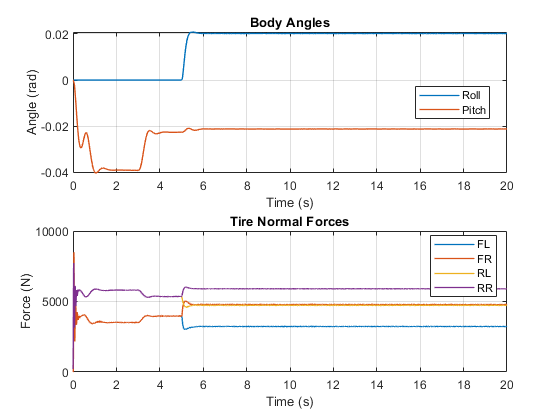 Body Angles
0.02
0
-0.02
-0.04
Angle (rad)
Roll
Pitch
0 2 4 6 8 10 12 14 16 18 20
Time (s)
Tire Normal Forces
10000
5000
0
Force (N)
FL
FR
RL
RR
0 2 4 6 8 10 12 14 16 18 20
Time (s)